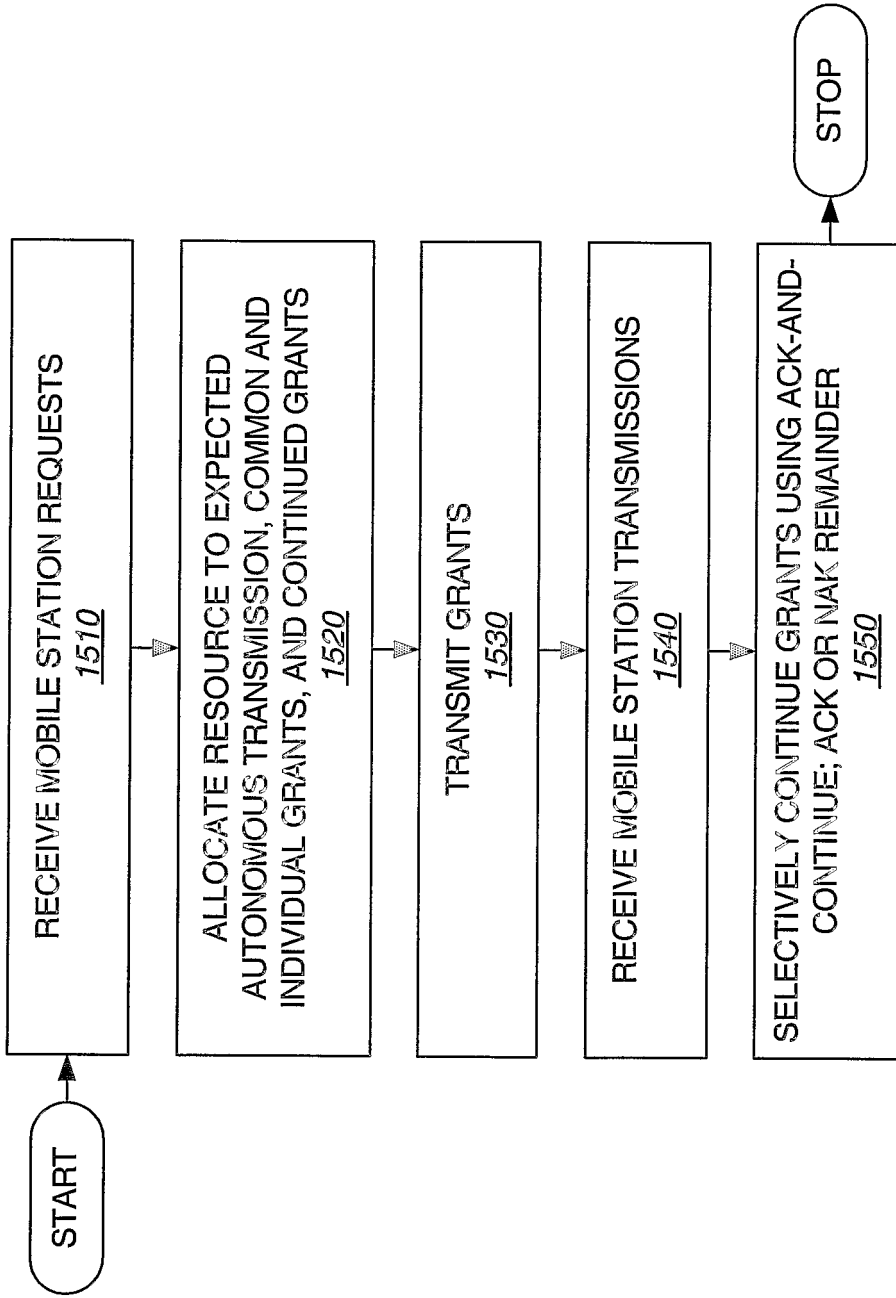 START
RECEIVE MOBILE STATION REQUESTS
1510
ALLOCATE RESOURCE TO EXPECTED
AUTONOMOUS TRANSMISSION, COMMON AND
INDIVIDUAL GRANTS, AND CONTINUED GRANTS
1520
TRANSMIT GRANTS
1530
RECEIVE MOBILE STATION TRANSMISSIONS
1540
SELECTIVELY CONTINUE GRANTS USING ACK-AND-
CONTINUE; ACK OR NAK REMAINDER
1550
STOP